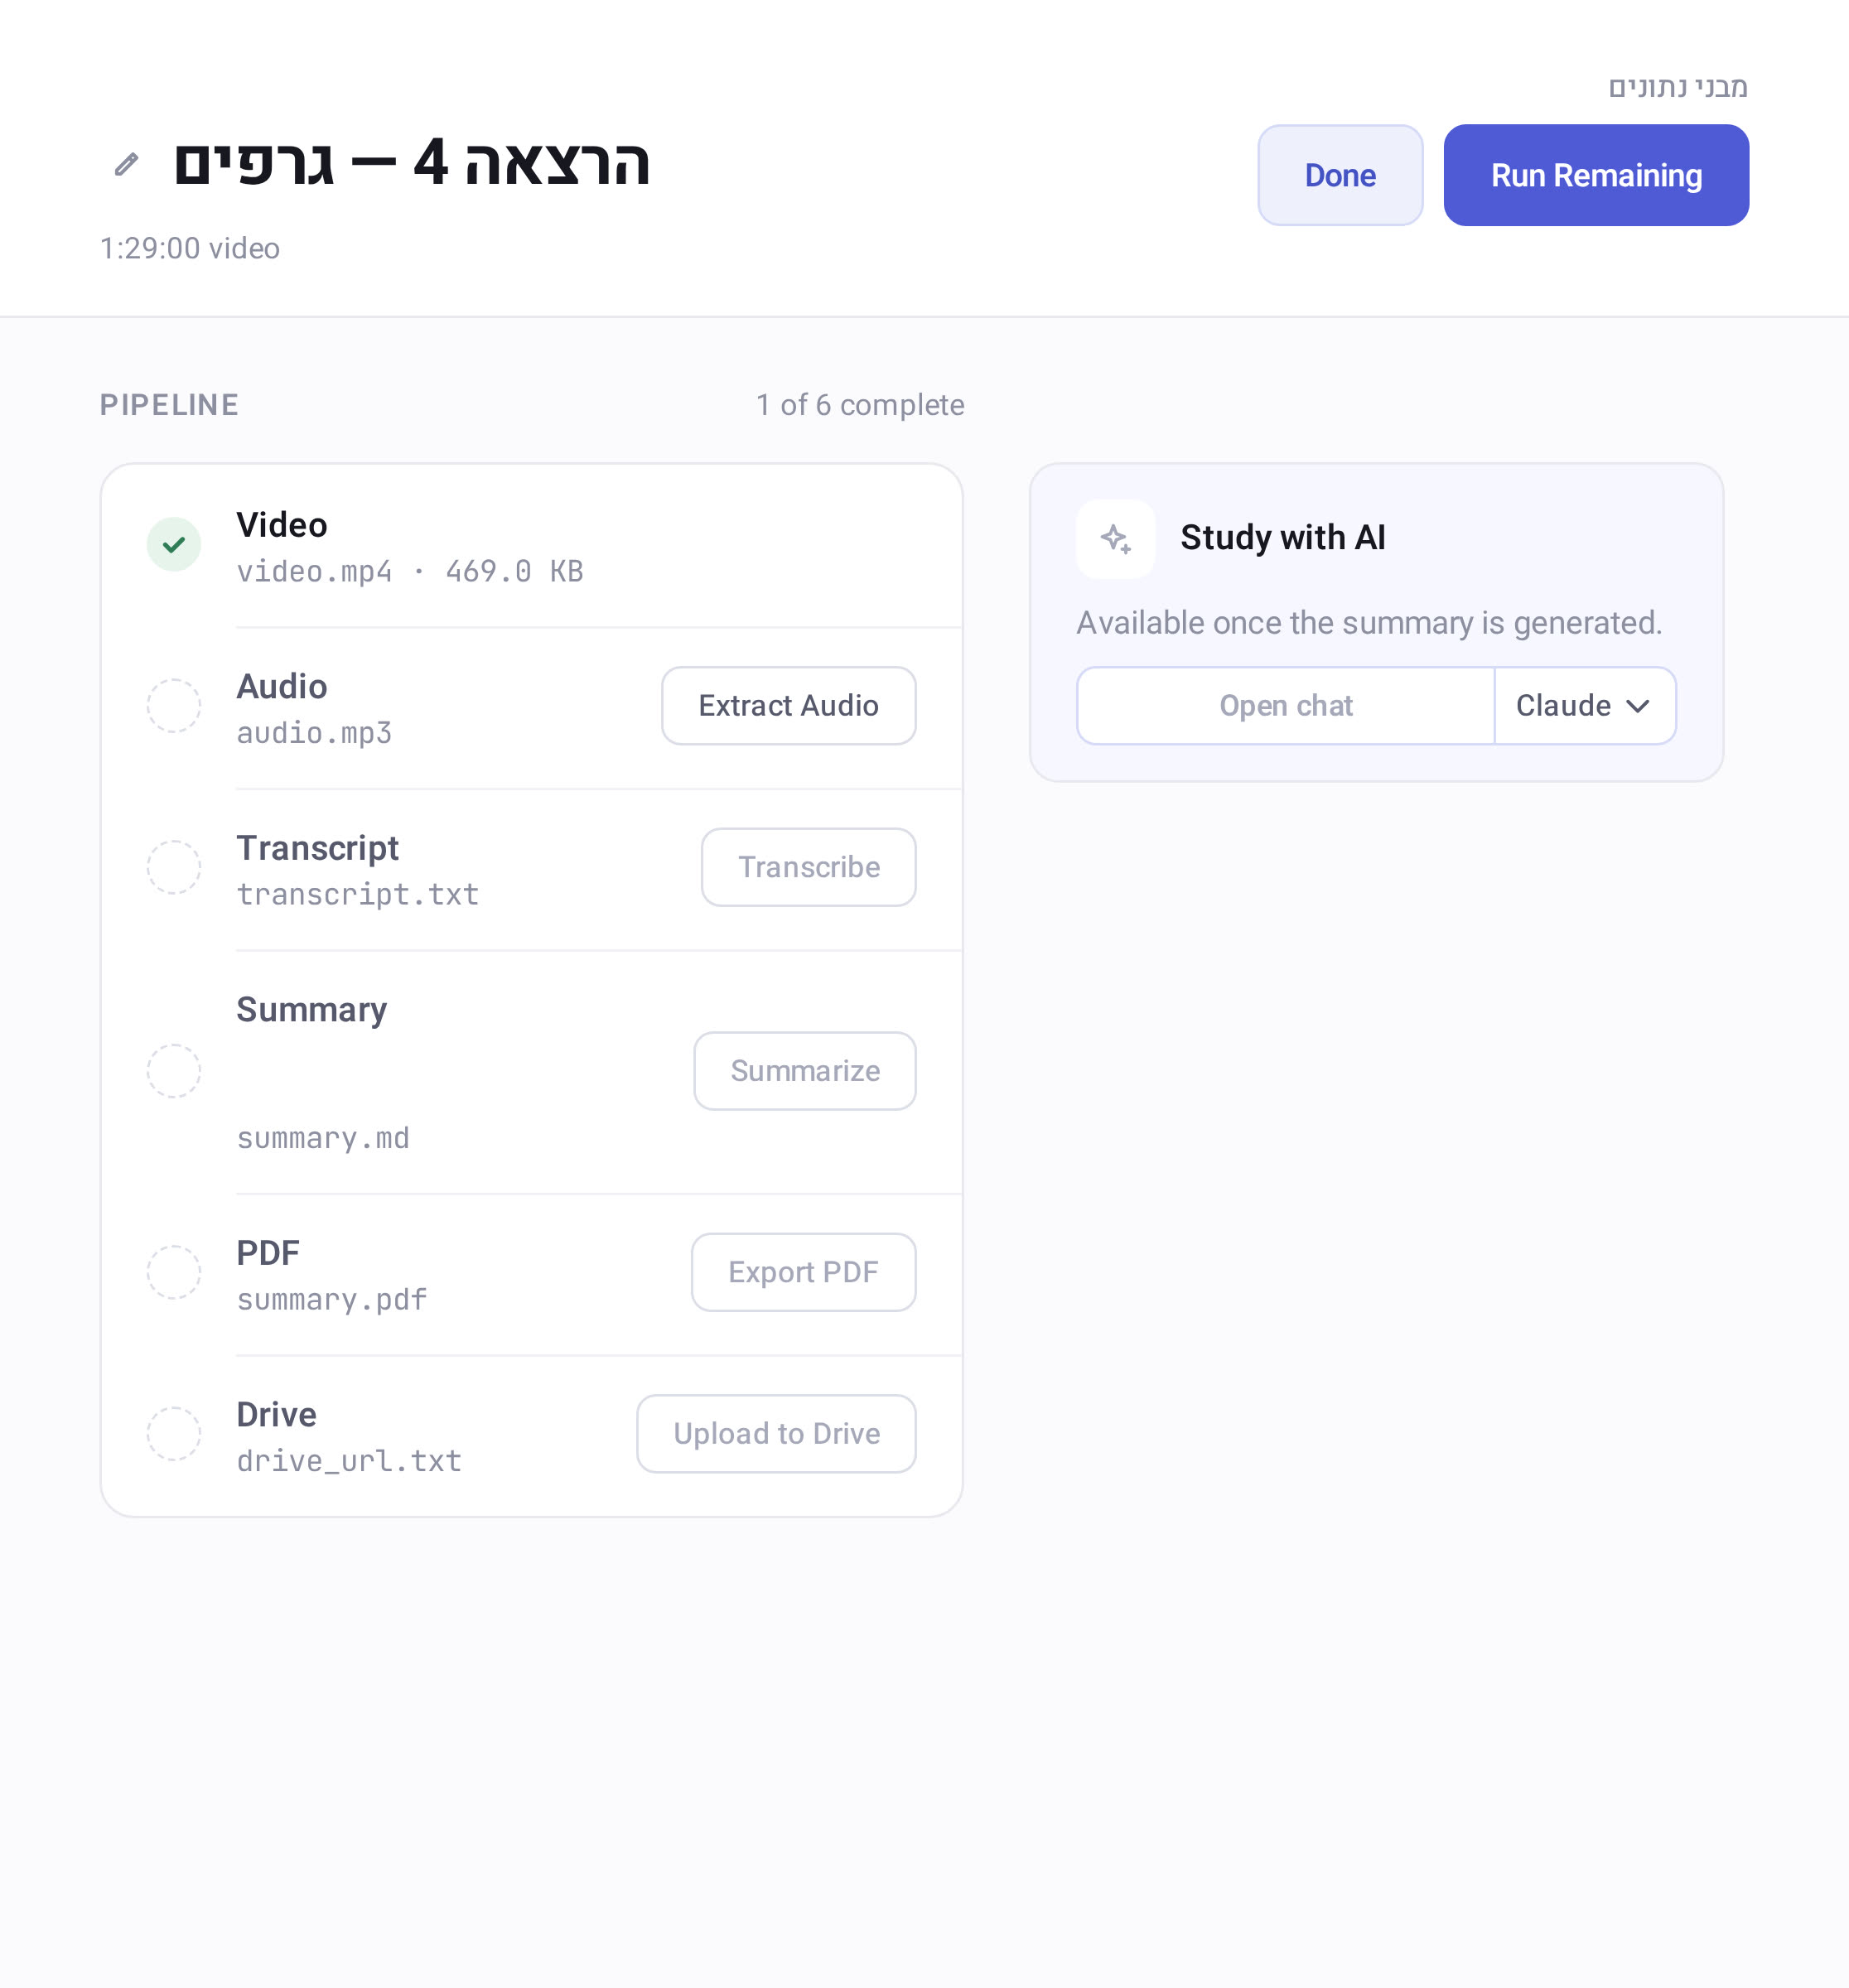 מבני נתונים
הרצאה 4 — גרפים
Done
Run Remaining
1:29:00 video
PIPELINE
1 of 6 complete
Video
video.mp4 · 469.0 KB
Audio
audio.mp3
Extract Audio
Transcript
transcript.txt
Transcribe
Summary
summary.md
Summarize
PDF
summary.pdf
Export PDF
Drive
drive_url.txt
Upload to Drive
Study with AI
Available once the summary is generated.
Open chat
Claude